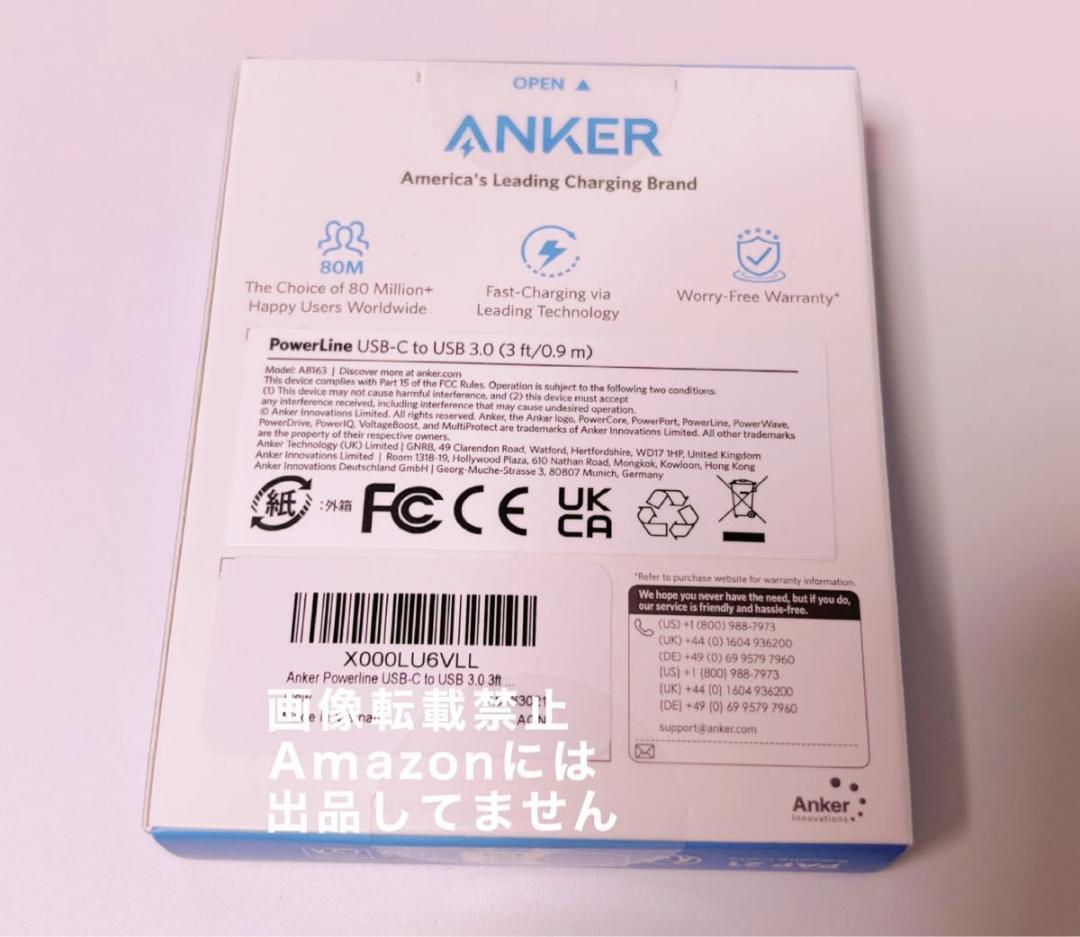 OPEN ▲
ANKER
America's Leading Charging Brand
80M
The Choice of 80 Million+
Happy Users Worldwide
Fast-Charging via
Leading Technology
Worry-Free Warranty*
PowerLine USB-C to USB 3.0 (3 ft/0.9 m)
Model: A8163 | Discover more at anker.com
This device complies with Part 15 of the FCC Rules. Operation is subject to the following two conditions:
(1) This device may not cause harmful interference, and (2) this device must accept
any interference received, including interference that may cause undesired operation.
© Anker Innovations Limited. All rights reserved. Anker, the Anker logo, PowerCore, PowerPort, PowerLine, PowerWave,
PowerDrive, PowerIQ, VoltageBoost, and MultiProtect are trademarks of Anker Innovations Limited. All other trademarks
are the property of their respective owners.
Anker Technology (UK) Limited | GNR8, 49 Clarendon Road, Watford, Hertfordshire, WD17 1HP, United Kingdom
Anker Innovations Limited | Room 1318-19, Hollywood Plaza, 610 Nathan Road, Mongkok, Kowloon, Hong Kong
Anker Innovations Deutschland GmbH | Georg-Muche-Strasse 3, 80807 Munich, Germany
紙 :外箱 FC CE UK
CA
X000LU6VLL
Anker Powerline USB-C to USB 3.0 3ft ...
画像転載禁止
Amazonには
出品してません
*Refer to purchase website for warranty information.
We hope you never have the need, but if you do,
our service is friendly and hassle-free.
(US) +1 (800) 988-7973
(UK) +44 (0) 1604 936200
(DE) +49 (0) 69 9579 7960
(US) +1 (800) 988-7973
(UK) +44 (0) 1604 936200
(DE) +49 (0) 69 9579 7960
support@anker.com
Anker
Innovations
PAP 21